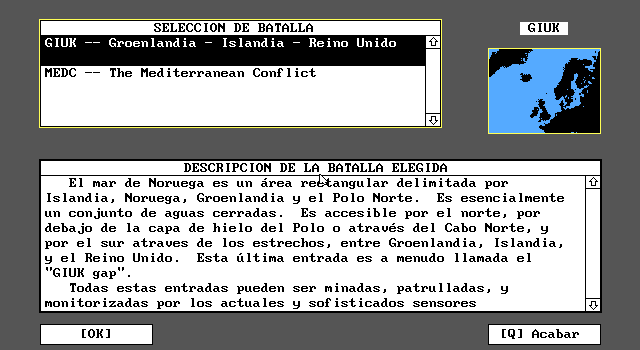 SELECCION DE BATALLA
GIUK -- Groenlandia - Islandia - Reino Unido
MEDC -- The Mediterranean Conflict
GIUK
DESCRIPCION DE LA BATALLA ELEGIDA
El mar de Noruega es un área rectangular delimitada por
Islandia, Noruega, Groenlandia y el Polo Norte. Es esencialmente
un conjunto de aguas cerradas. Es accesible por el norte, por
debajo de la capa de hielo del Polo o através del Cabo Norte, y
por el sur atraves de los estrechos, entre Groenlandia, Islandia,
y el Reino Unido. Esta última entrada es a menudo llamada el
"GIUK gap".
Todas estas entradas pueden ser minadas, patrulladas, y
monitorizadas por los actuales y sofisticados sensores
[OK]
[Q] Acabar